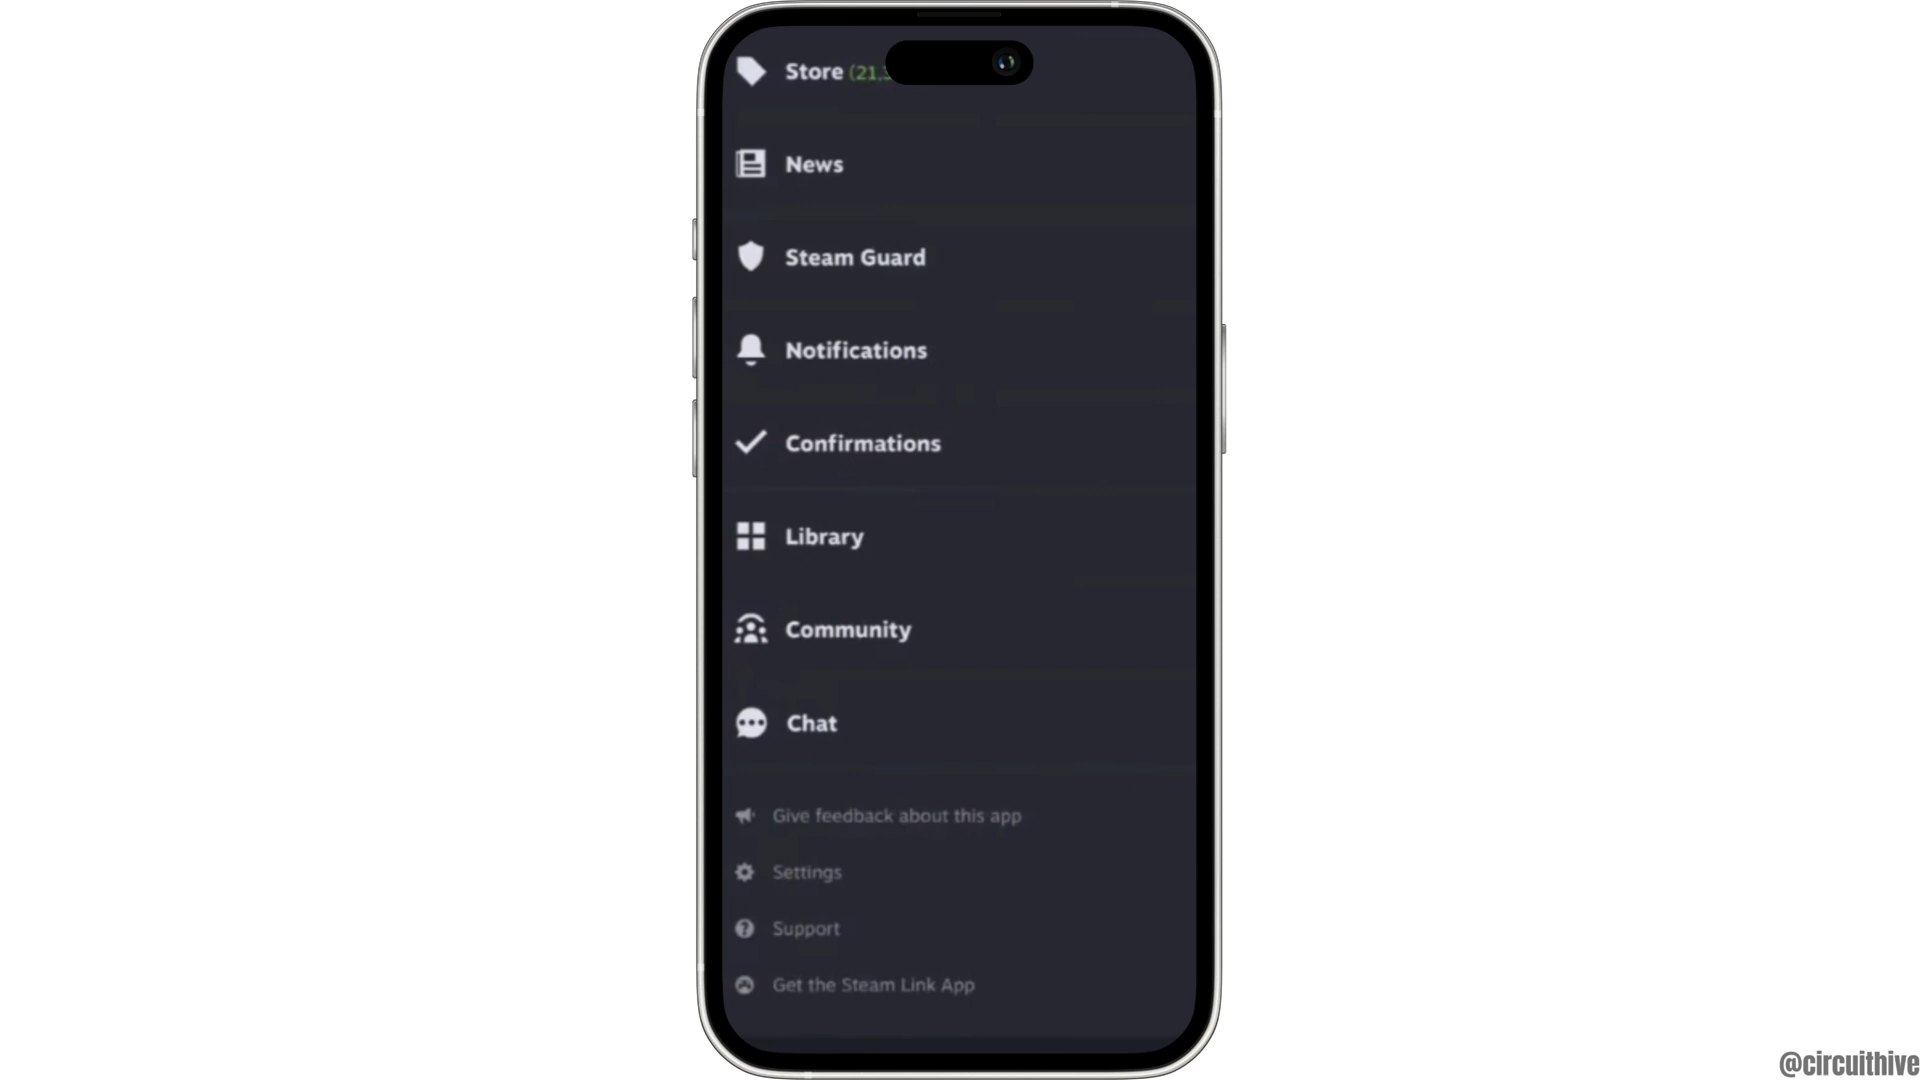 Store (21,
News
Steam Guard
Notifications
Confirmations
Library
Community
Chat
Give feedback about this app
Settings
Support
Get the Steam Link App
@circuithive